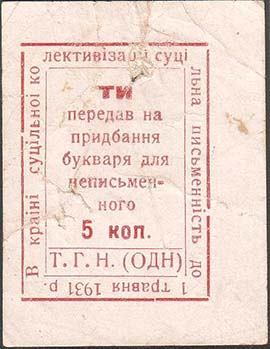 В країні суцільної ко
лективізації суці
льна письменність до
1 травня 1931 р.
ТИ
передав на
придбання
букваря для
неписьмен-
ного
5 коп.
Т. Г. Н. (ОДН)